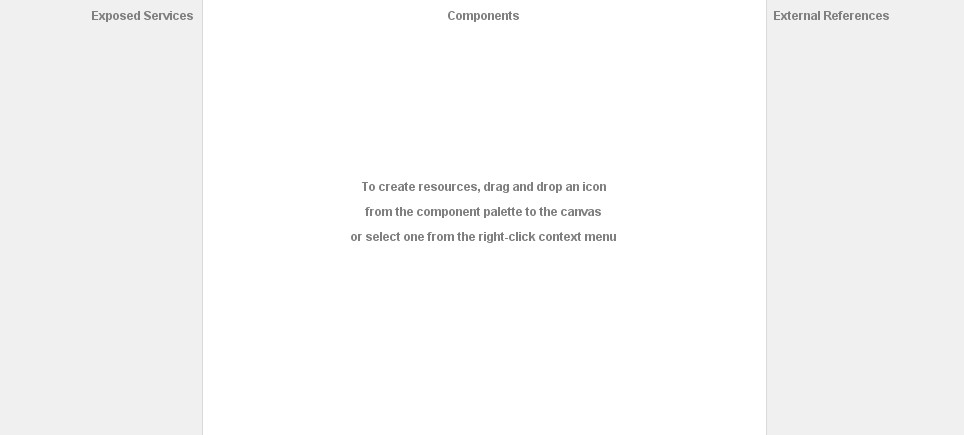 Exposed Services
Components
External References
To create resources, drag and drop an icon
from the component palette to the canvas
or select one from the right-click context menu